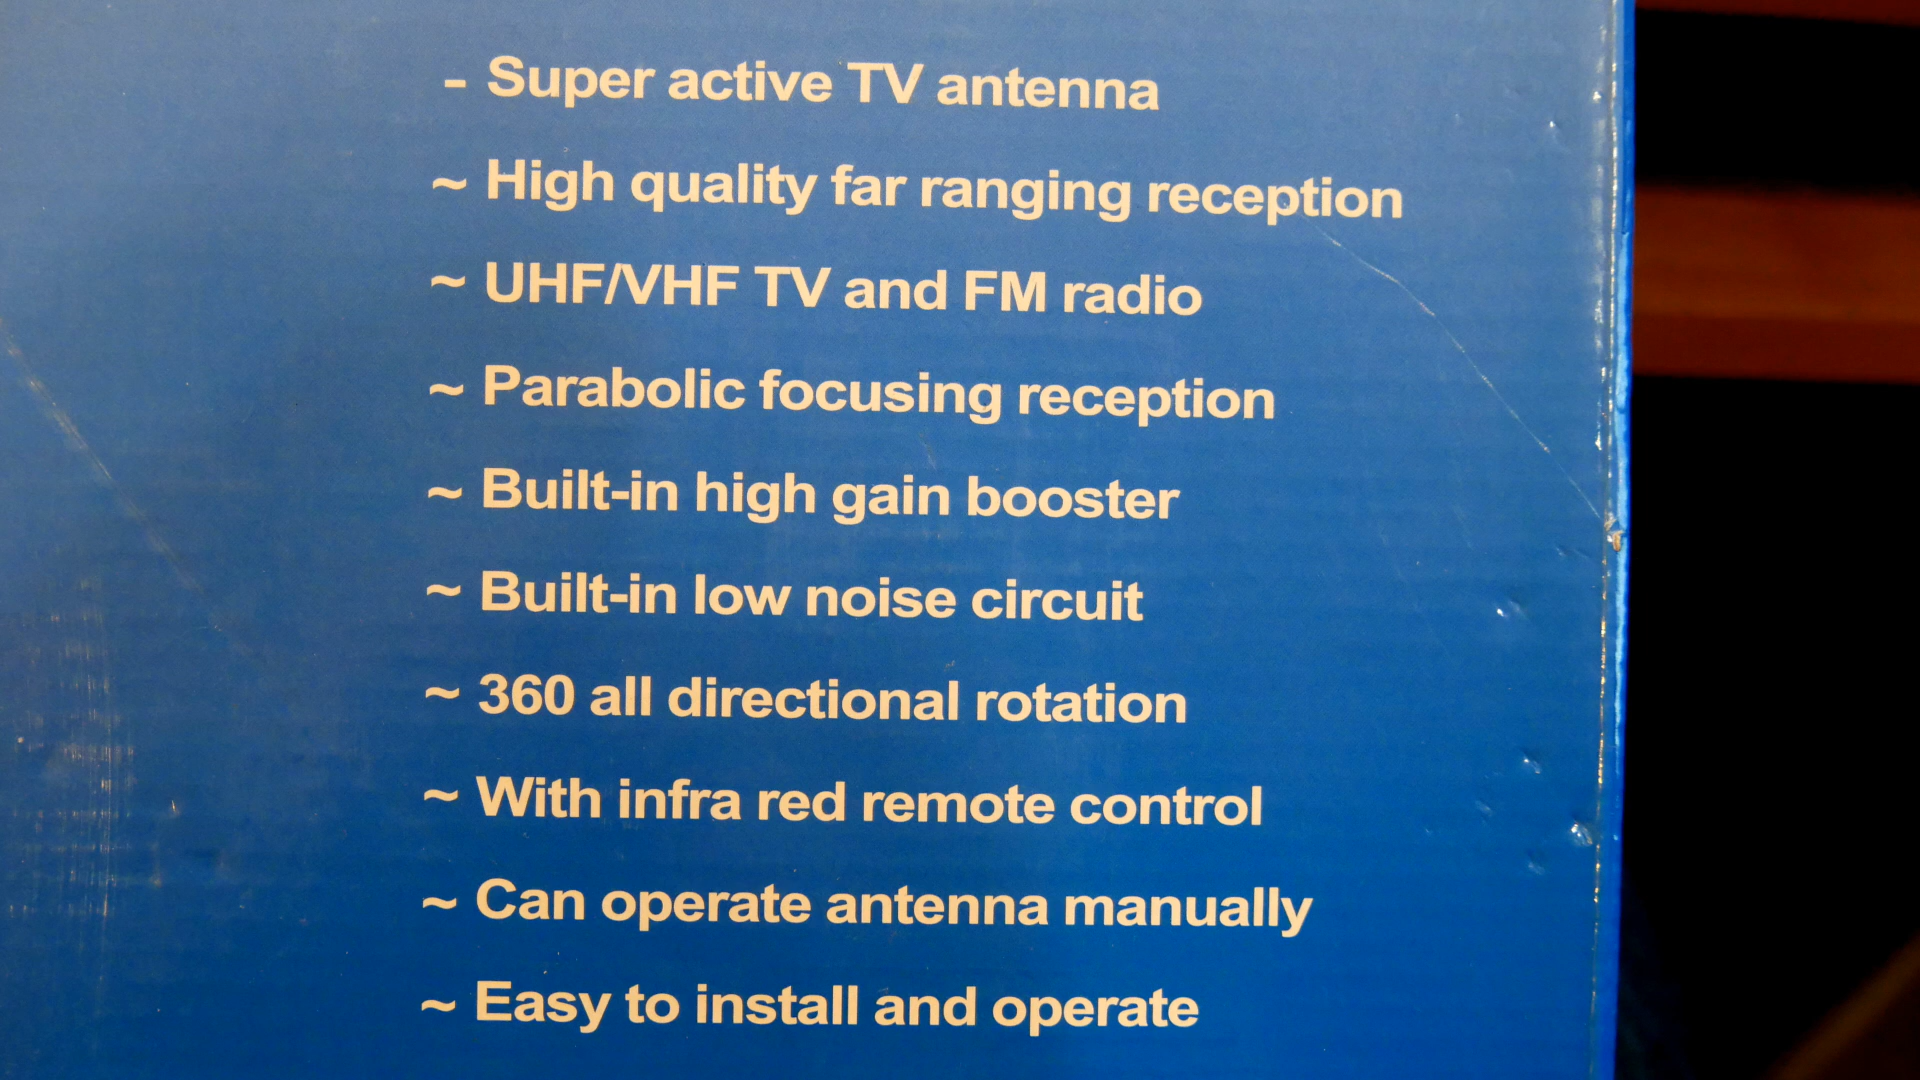 - Super active TV antenna
~ High quality far ranging reception
~ UHF/VHF TV and FM radio
~ Parabolic focusing reception
~ Built-in high gain booster
~ Built-in low noise circuit
~ 360 all directional rotation
~ With infra red remote control
~ Can operate antenna manually
~ Easy to install and operate